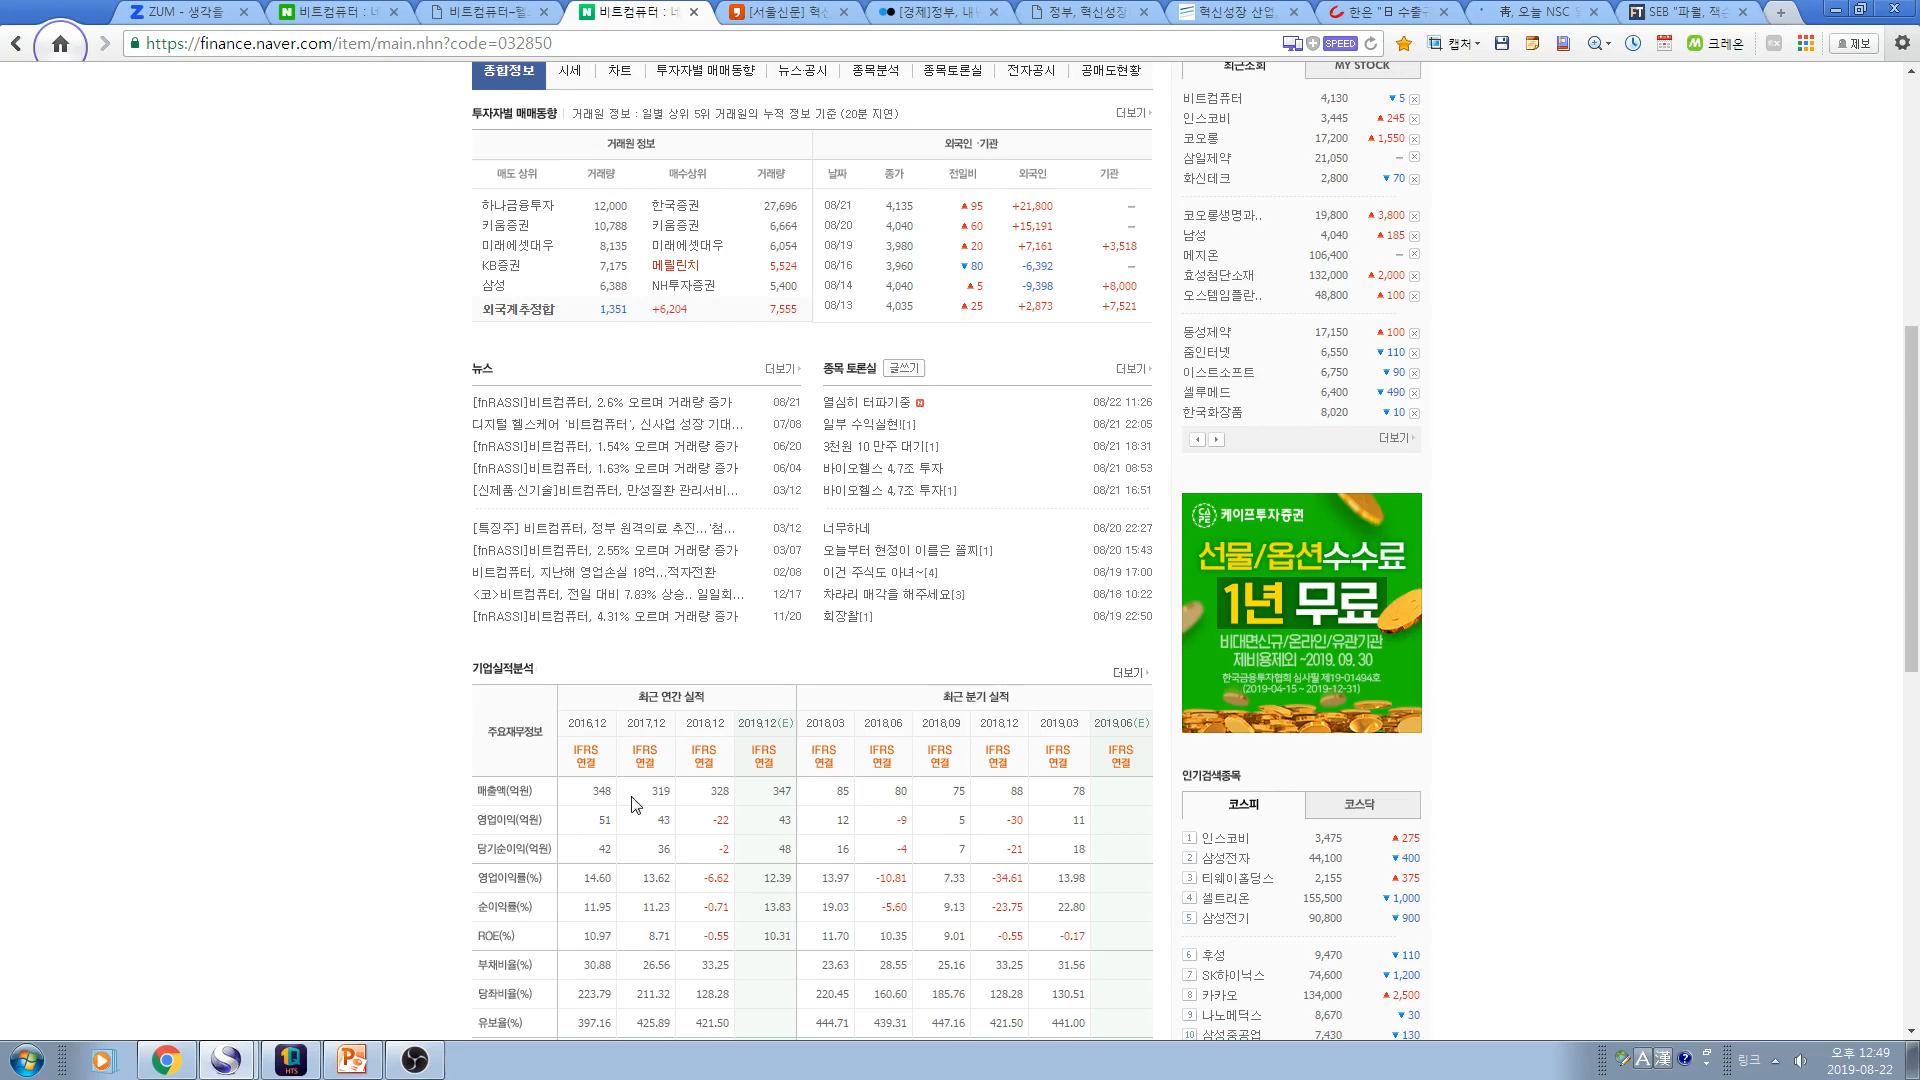 ZUM - 생각을
비트컴퓨터 : 네
비트컴퓨터-헬
비트컴퓨터 : 네
[서울신문] 혁신
[경제]정부, 내년
정부, 혁신성장
혁신성장 산업
한은 "日 수출규
靑, 오늘 NSC
SEB "파월, 잭슨
https://finance.naver.com/item/main.nhn?code=032850
SPEED
캡처
크레온
제보
종합정보 시세 차트 투자자별 매매동향 뉴스공시 종목분석 종목토론실 전자공시 공매도현황
투자자별 매매동향 거래원 정보 : 일별 상위 5위 거래원의 누적 정보 기준 (20분 지연) 더보기
거래원 정보 외국인·기관
매도 상위 거래량 매수상위 거래량 날짜 종가 전일비 외국인 기관
하나금융투자 12,000 한국증권 27,696 08/21 4,135 ▲95 +21,800 –
키움증권 10,788 키움증권 6,664 08/20 4,040 ▲60 +15,191 –
미래에셋대우 8,135 미래에셋대우 6,054 08/19 3,980 ▲20 +7,161 +3,518
KB증권 7,175 메릴린치 5,524 08/16 3,960 ▼80 -6,392 –
삼성 6,388 NH투자증권 5,400 08/14 4,040 ▲5 -9,398 +8,000
외국계추정합 1,351 +6,204 7,555 08/13 4,035 ▲25 +2,873 +7,521
뉴스 더보기
[fnRASSI]비트컴퓨터, 2.6% 오르며 거래량 증가 08/21
디지털 헬스케어 '비트컴퓨터', 신사업 성장 기대... 07/08
[fnRASSI]비트컴퓨터, 1.54% 오르며 거래량 증가 06/20
[fnRASSI]비트컴퓨터, 1.63% 오르며 거래량 증가 06/04
[신제품·신기술]비트컴퓨터, 만성질환 관리서비... 03/12
[특징주] 비트컴퓨터, 정부 원격의료 추진...'첨... 03/12
[fnRASSI]비트컴퓨터, 2.55% 오르며 거래량 증가 03/07
비트컴퓨터, 지난해 영업손실 18억...적자전환 02/08
<코>비트컴퓨터, 전일 대비 7.83% 상승.. 일일회... 12/17
[fnRASSI]비트컴퓨터, 4.31% 오르며 거래량 증가 11/20
종목 토론실 글쓰기 더보기
열심히 터파기중 N 08/22 11:26
일부 수익실현![1] 08/21 22:05
3천원 10 만주 대기[1] 08/21 18:31
바이오헬스 4,7조 투자 08/21 08:53
바이오헬스 4,7조 투자[1] 08/21 16:51
너무하네 08/20 22:27
오늘부터 현정이 이름은 꼴찌[1] 08/20 15:43
이건 주식도 아녀~[4] 08/19 17:00
차라리 매각을 해주세요[3] 08/18 10:22
회장촬[1] 08/19 22:50
기업실적분석 더보기
주요재무정보 최근 연간 실적 최근 분기 실적
2016.12 2017.12 2018.12 2019.12(E) 2018.03 2018.06 2018.09 2018.12 2019.03 2019.06(E)
IFRS IFRS IFRS IFRS IFRS IFRS IFRS IFRS IFRS IFRS
연결 연결 연결 연결 연결 연결 연결 연결 연결 연결
매출액(억원) 348 319 328 347 85 80 75 88 78
영업이익(억원) 51 43 -22 43 12 -9 5 -30 11
당기순이익(억원) 42 36 -2 48 16 -4 7 -21 18
영업이익률(%) 14.60 13.62 -6.62 12.39 13.97 -10.81 7.33 -34.61 13.98
순이익률(%) 11.95 11.23 -0.71 13.83 19.03 -5.60 9.13 -23.75 22.80
ROE(%) 10.97 8.71 -0.55 10.31 11.70 10.35 9.01 -0.55 -0.17
부채비율(%) 30.88 26.56 33.25 23.63 28.55 25.16 33.25 31.56
당좌비율(%) 223.79 211.32 128.28 220.45 160.60 185.76 128.28 130.51
유보율(%) 397.16 425.89 421.50 444.71 439.31 447.16 421.50 441.00
최근조회 MY STOCK
비트컴퓨터 4,130 ▼5
인스코비 3,445 ▲245
코오롱 17,200 ▲1,550
삼일제약 21,050 –
화신테크 2,800 ▼70
코오롱생명과.. 19,800 ▲3,800
남성 4,040 ▲185
메지온 106,400 –
효성첨단소재 132,000 ▲2,000
오스템임플란.. 48,800 ▲100
동성제약 17,150 ▲100
줌인터넷 6,550 ▼110
이스트소프트 6,750 ▼90
셀루메드 6,400 ▼490
한국화장품 8,020 ▼10
더보기
CAPE 케이프투자증권
선물/옵션수수료
1년 무료
비대면신규/온라인/유관기관
제비용제외 ~2019. 09. 30
한국금융투자협회 심사필 제19-01494호
(2019-04-15 ~ 2019-12-31)
인기검색종목
코스피 코스닥
1 인스코비 3,475 ▲275
2 삼성전자 44,100 ▼400
3 티웨이홀딩스 2,155 ▲375
4 셀트리온 155,500 ▼1,000
5 삼성전기 90,800 ▼900
6 후성 9,470 ▼110
7 SK하이닉스 74,600 ▼1,200
8 카카오 134,000 ▲2,500
9 나노메딕스 8,670 ▼30
10 삼성중공업 7,430 ▼130
HTS
A 漢
링크
오후 12:49
2019-08-22